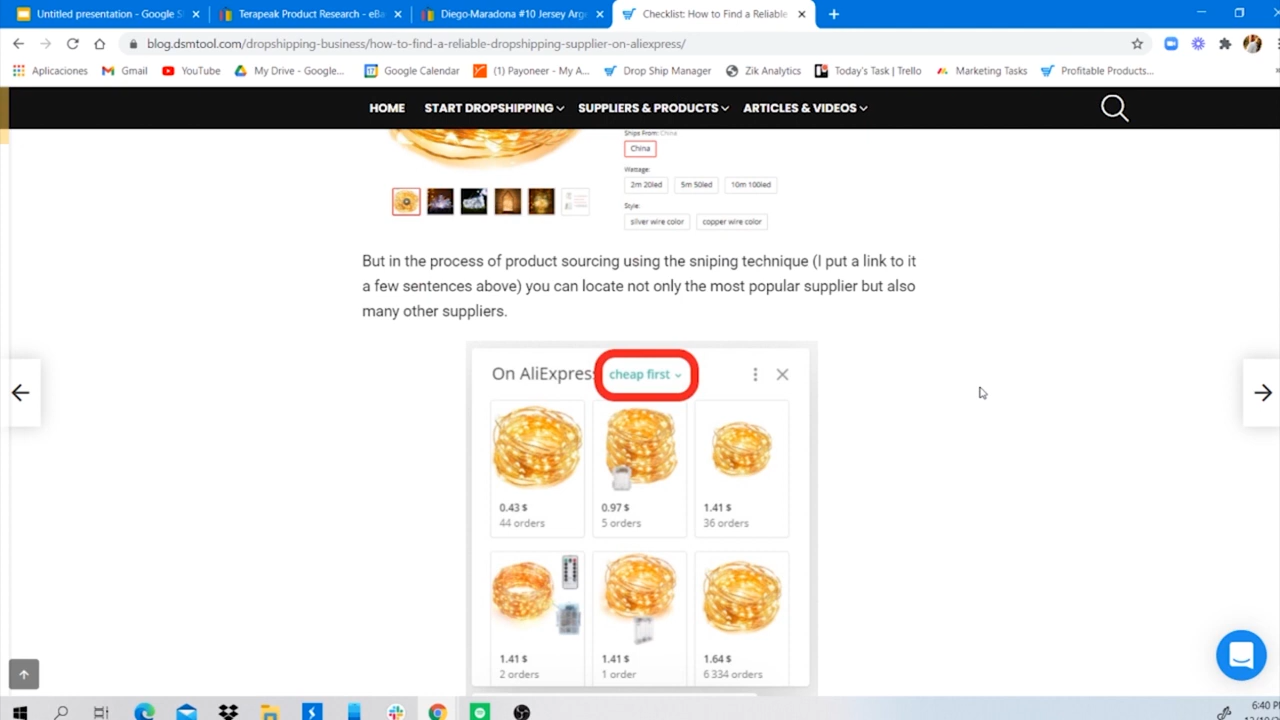 Untitled presentation - Google S
Terapeak Product Research - eBa
Diego-Maradona #10 Jersey Arge
Checklist: How to Find a Reliable
blog.dsmtool.com/dropshipping-business/how-to-find-a-reliable-dropshipping-supplier-on-aliexpress/
Aplicaciones
Gmail
YouTube
My Drive - Google...
Google Calendar
(1) Payoneer - My A...
Drop Ship Manager
Zik Analytics
Today's Task | Trello
Marketing Tasks
Profitable Products...
HOME
START DROPSHIPPING
SUPPLIERS & PRODUCTS
ARTICLES & VIDEOS
Ships From: China
China
Wattage:
2m 20led 5m 50led 10m 100led
Style:
silver wire color copper wire color
But in the process of product sourcing using the sniping technique (I put a link to it
a few sentences above) you can locate not only the most popular supplier but also
many other suppliers.
On AliExpress cheap first
0.43 $ 0.97 $ 1.41 $
44 orders 5 orders 36 orders
1.41 $ 1.41 $ 1.64 $
2 orders 1 order 6 334 orders
6:40 P